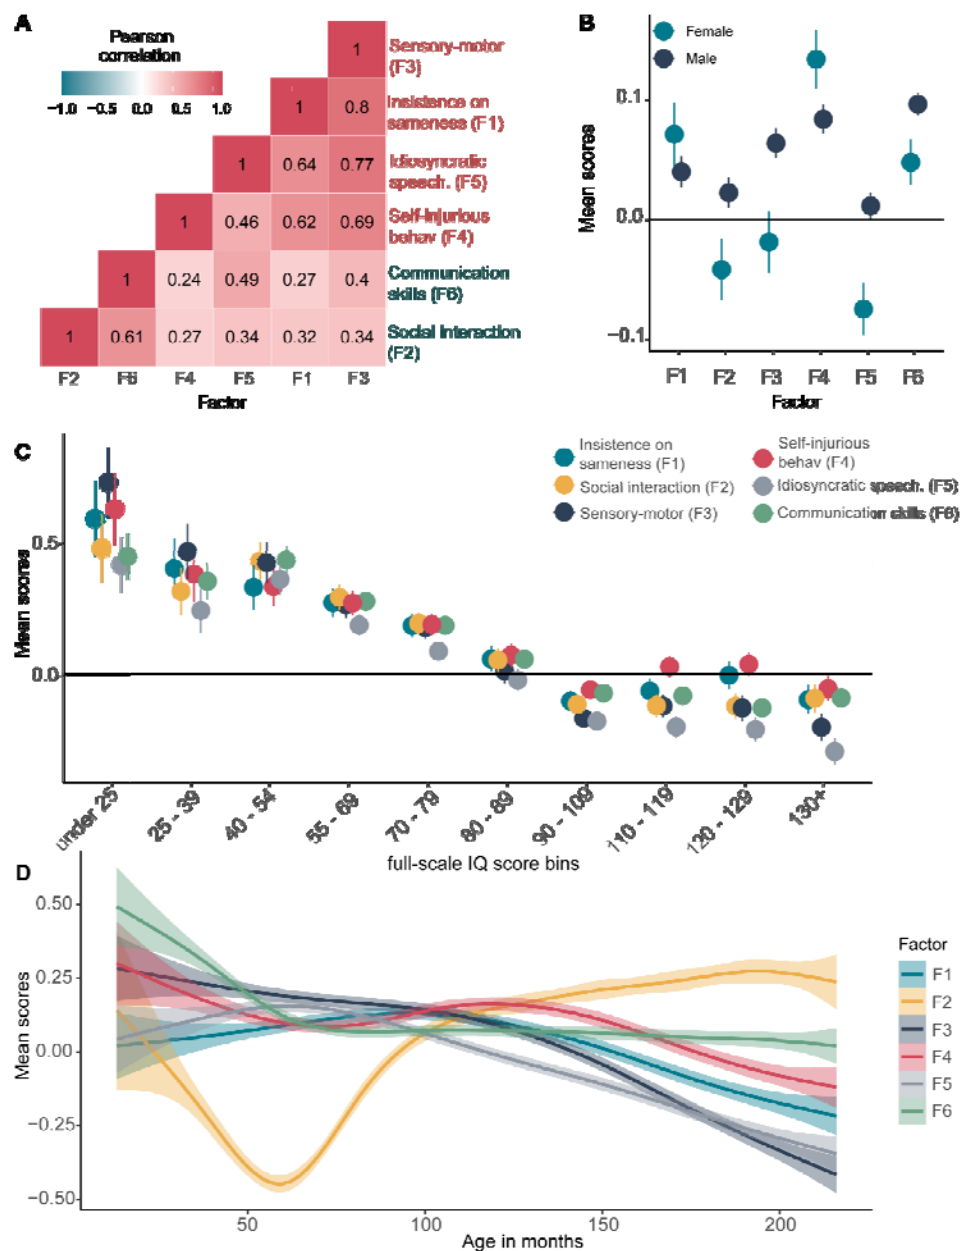 A
Pearson
correlation
-1.0 -0.5 0.0 0.5 1.0
1
Sensory-motor
(F3)
1 0.8
Insistence on
sameness (F1)
1 0.64 0.77
Idiosyncratic
speech. (F5)
1 0.46 0.62 0.69
Self-injurious
behav (F4)
1 0.24 0.49 0.27 0.4
Communication
skills (F6)
1 0.61 0.27 0.34 0.32 0.34
Social interaction
(F2)
F2 F6 F4 F5 F1 F3
Factor
B
Female
Male
Mean scores
0.1
0.0
−0.1
F1 F2 F3 F4 F5 F6
Factor
C
Insistence on
sameness (F1)
Social interaction (F2)
Sensory-motor (F3)
Self-injurious
behav (F4)
Idiosyncratic speech. (F5)
Communication skills (F6)
Mean scores
0.5
0.0
under 25 25 - 39 40 - 54 55 - 69 70 - 79 80 - 89 90 - 109 110 - 119 120 - 129 130+
full-scale IQ score bins
D
Mean scores
0.50
0.25
0.00
−0.25
−0.50
50 100 150 200
Age in months
Factor
F1
F2
F3
F4
F5
F6